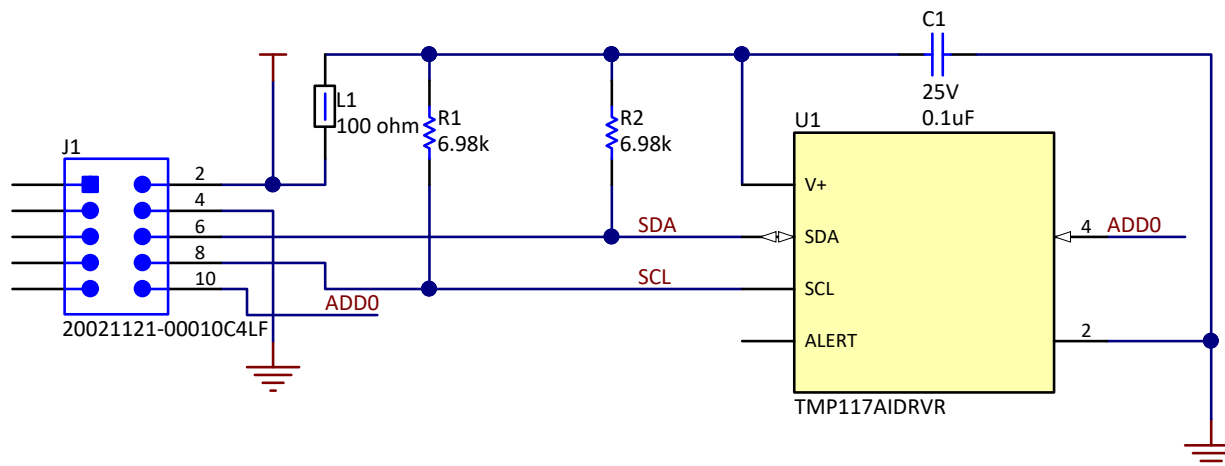 C1
25V
0.1uF
L1
100 ohm
R1
6.98k
R2
6.98k
U1
J1
2
4
6
8
10
V+
SDA
SDA
4
ADD0
SCL
SCL
ADD0
20021121-00010C4LF
ALERT
2
TMP117AIDRVR